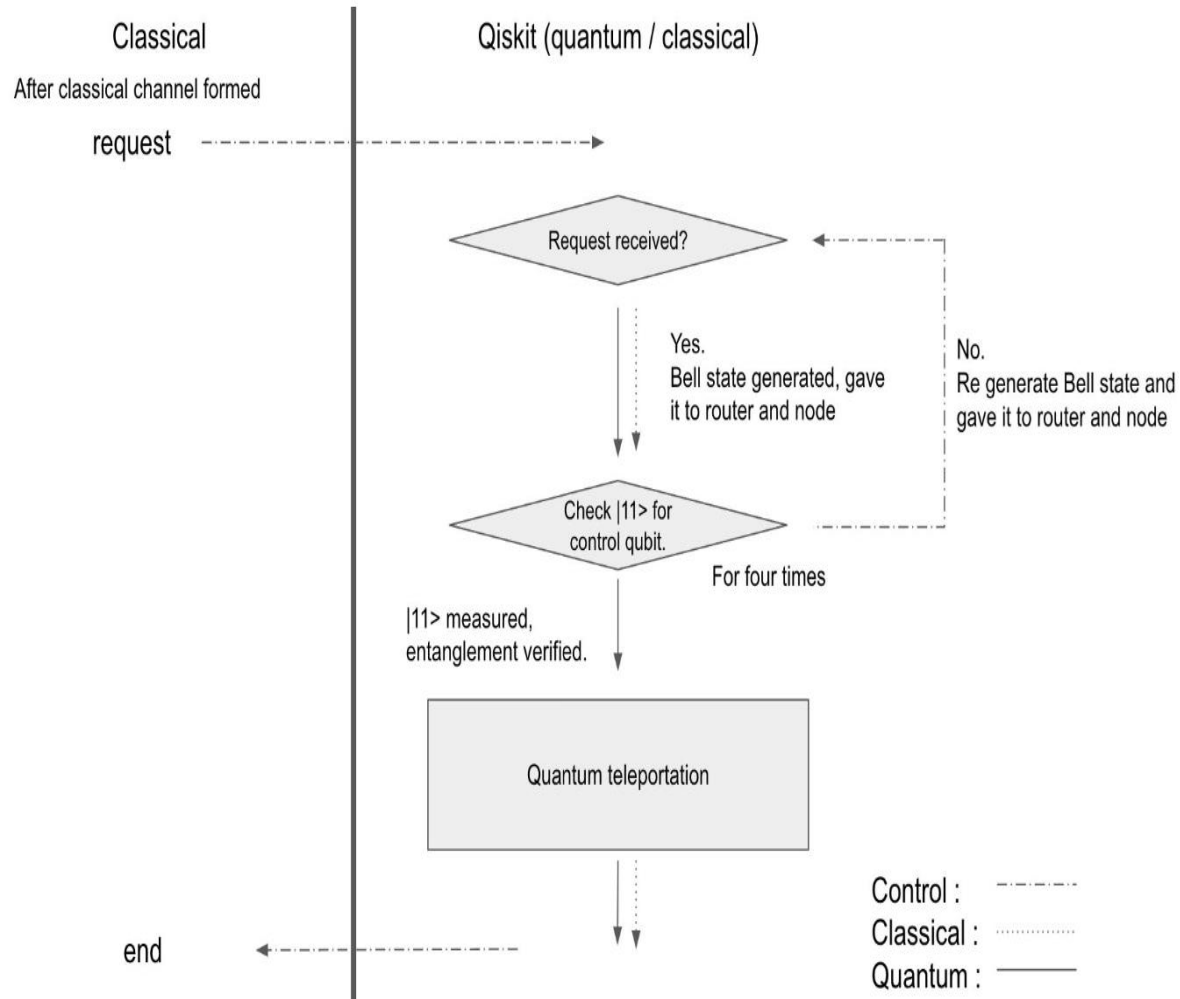 Classical
Qiskit (quantum / classical)
After classical channel formed
request
Request received?
Yes.
Bell state generated, gave
it to router and node
No.
Re generate Bell state and
gave it to router and node
Check |11> for
control qubit.
For four times
|11> measured,
entanglement verified.
Quantum teleportation
end
Control :
Classical :
Quantum :